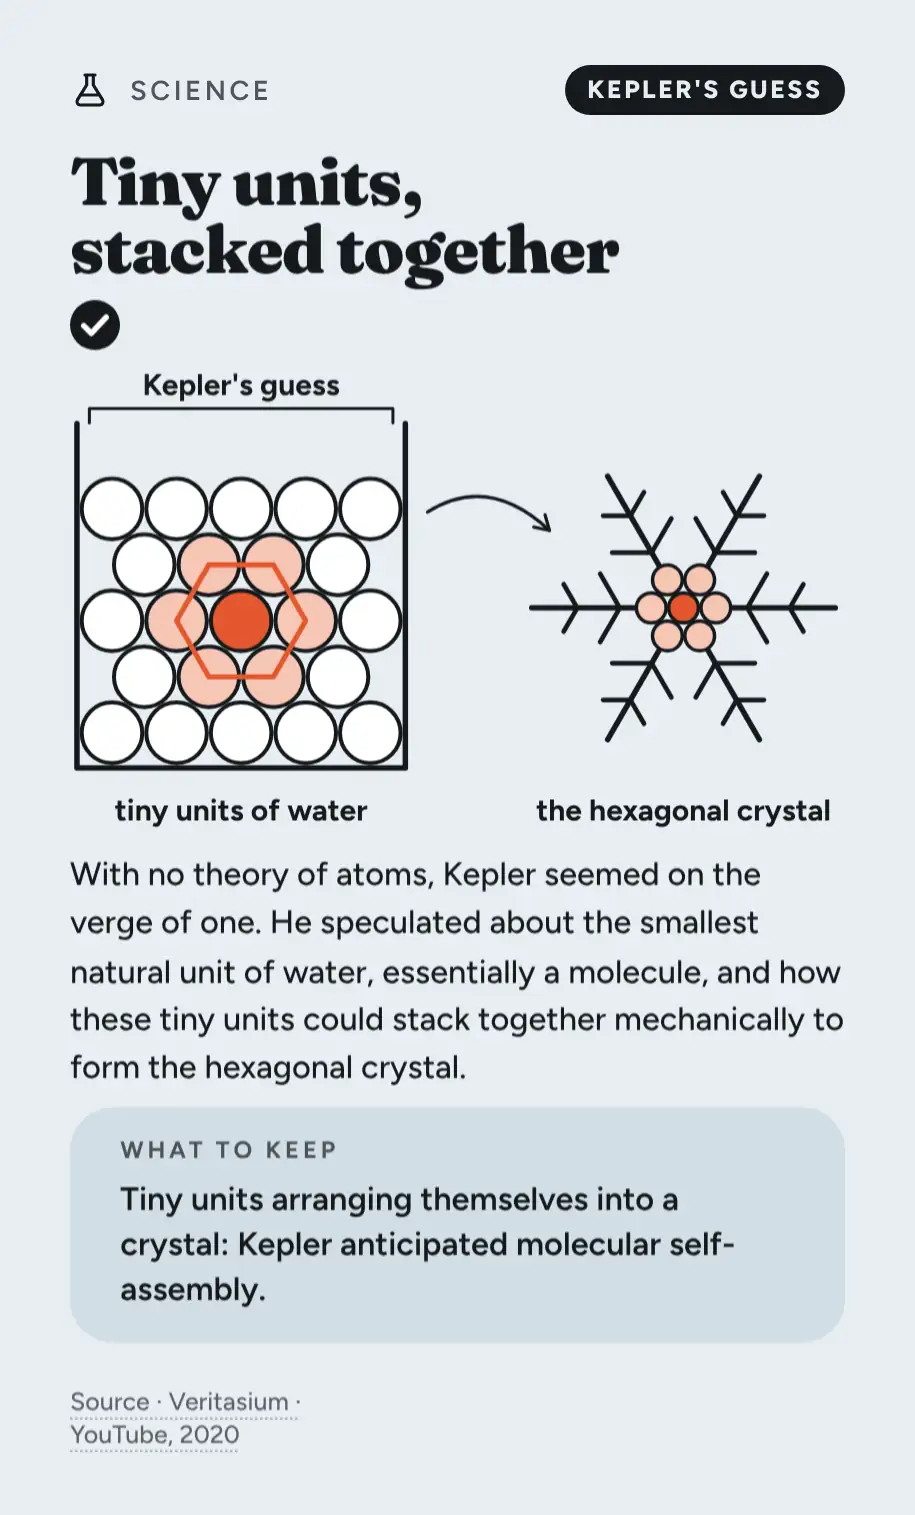 SCIENCE
KEPLER'S GUESS
Tiny units,
stacked together
Kepler's guess
tiny units of water
the hexagonal crystal
With no theory of atoms, Kepler seemed on the
verge of one. He speculated about the smallest
natural unit of water, essentially a molecule, and how
these tiny units could stack together mechanically to
form the hexagonal crystal.
WHAT TO KEEP
Tiny units arranging themselves into a
crystal: Kepler anticipated molecular self-
assembly.
Source · Veritasium ·
YouTube, 2020